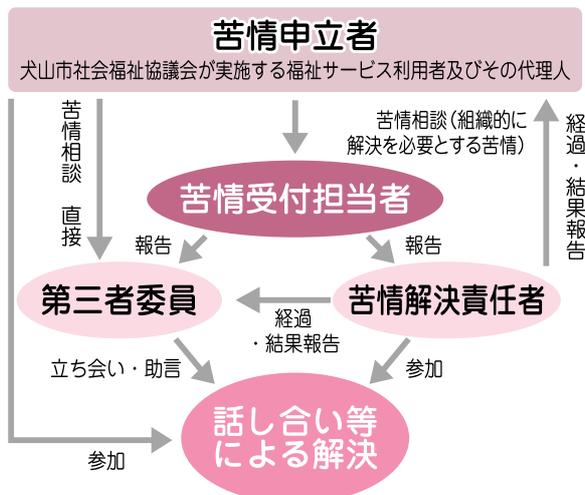 苦情申立者
犬山市社会福祉協議会が実施する福祉サービス利用者及びその代理人
苦情相談 直接
苦情相談（組織的に
解決を必要とする苦情）
経過・結果報告
苦情受付担当者
報告
報告
第三者委員
苦情解決責任者
経過
・結果報告
立ち会い・助言
参加
話し合い等
による解決
参加